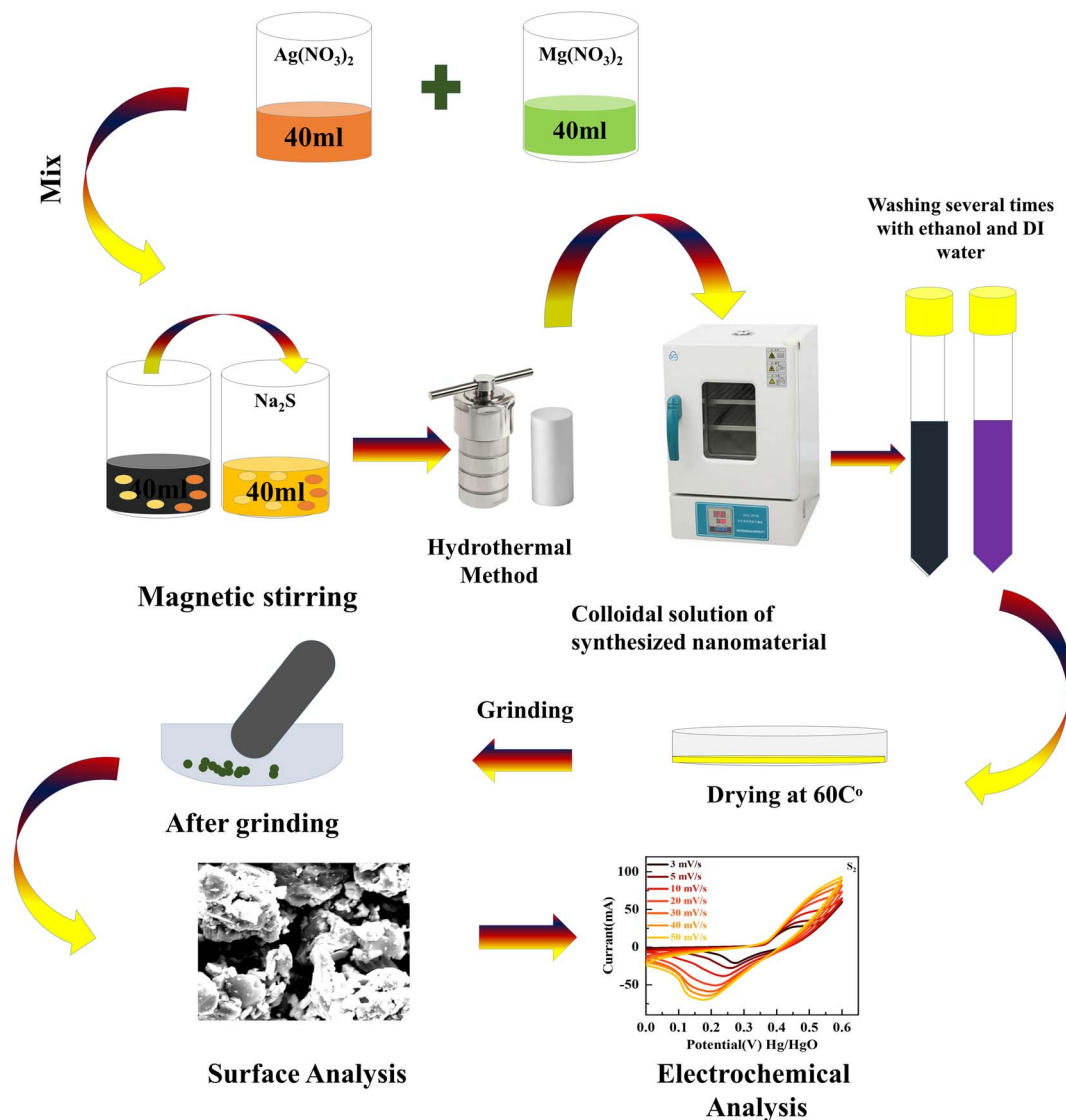 Ag(NO₃)₂
Mg(NO₃)₂
40ml
40ml
Mix
Washing several times
with ethanol and DI
water
Na₂S
40ml
40ml
Hydrothermal
Method
Magnetic stirring
Colloidal solution of
synthesized nanomaterial
Grinding
Drying at 60Cᵒ
After grinding
3 mV/s
5 mV/s
10 mV/s
20 mV/s
30 mV/s
40 mV/s
50 mV/s
S₂
100
50
0
-50
Currant(mA)
0.0 0.1 0.2 0.3 0.4 0.5 0.6
Potential(V) Hg/HgO
Surface Analysis
Electrochemical
Analysis